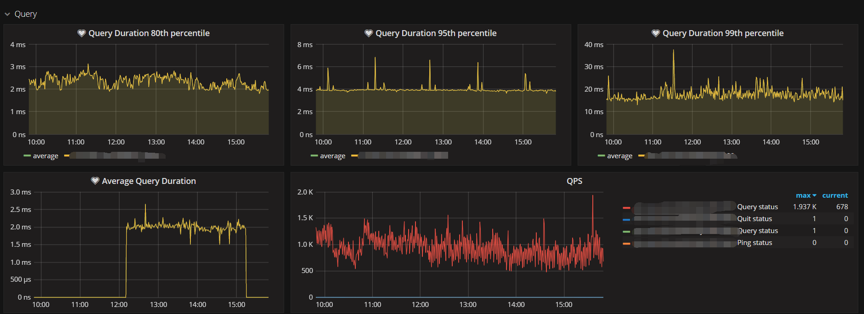 Query
Query Duration 80th percentile
4 ms
3 ms
2 ms
1 ms
0 ns
10:00 11:00 12:00 13:00 14:00 15:00
average
Query Duration 95th percentile
8 ms
6 ms
4 ms
2 ms
0 ns
10:00 11:00 12:00 13:00 14:00 15:00
average
Query Duration 99th percentile
40 ms
30 ms
20 ms
10 ms
0 ns
10:00 11:00 12:00 13:00 14:00 15:00
average
Average Query Duration
3.0 ms
2.5 ms
2.0 ms
1.5 ms
1.0 ms
500 µs
0 ns
10:00 11:00 12:00 13:00 14:00 15:00
QPS
2.0 K
1.5 K
1.0 K
500
0
10:00 11:00 12:00 13:00 14:00 15:00
max current
Query status 1.937 K 678
Quit status 1 0
Query status 1 0
Ping status 0 0